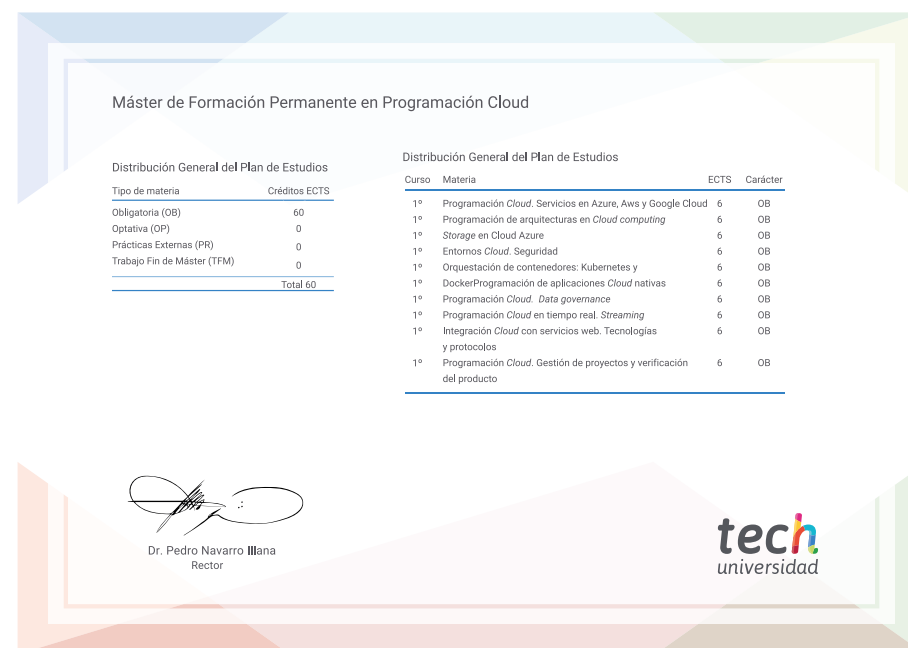 Máster de Formación Permanente en Programación Cloud
Distribución General del Plan de Estudios
Tipo de materia Créditos ECTS
Obligatoria (OB) 60
Optativa (OP) 0
Prácticas Externas (PR) 0
Trabajo Fin de Máster (TFM) 0
Total 60
Distribución General del Plan de Estudios
Curso Materia ECTS Carácter
1º Programación Cloud. Servicios en Azure, Aws y Google Cloud 6 OB
1º Programación de arquitecturas en Cloud computing 6 OB
1º Storage en Cloud Azure 6 OB
1º Entornos Cloud. Seguridad 6 OB
1º Orquestación de contenedores: Kubernetes y 6 OB
1º DockerProgramación de aplicaciones Cloud nativas 6 OB
1º Programación Cloud. Data governance 6 OB
1º Programación Cloud en tiempo real. Streaming 6 OB
1º Integración Cloud con servicios web. Tecnologías 6 OB
y protocolos
1º Programación Cloud. Gestión de proyectos y verificación 6 OB
del producto
Dr. Pedro Navarro Illana
Rector
tech
universidad